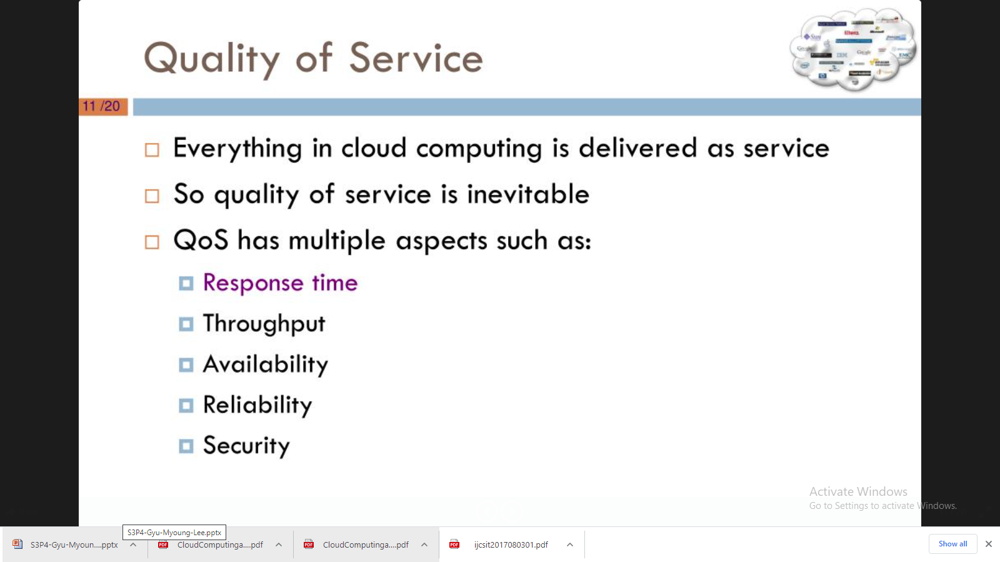 Quality of Service
11 /20
Everything in cloud computing is delivered as service
So quality of service is inevitable
QoS has multiple aspects such as:
Response time
Throughput
Availability
Reliability
Security
Activate Windows
Go to Settings to activate Windows.
S3P4-Gyu-Myoung-Lee.pptx
S3P4-Gyu-Myoun....pptx
CloudComputinga....pdf
CloudComputinga....pdf
ijcsit2017080301.pdf
Show all